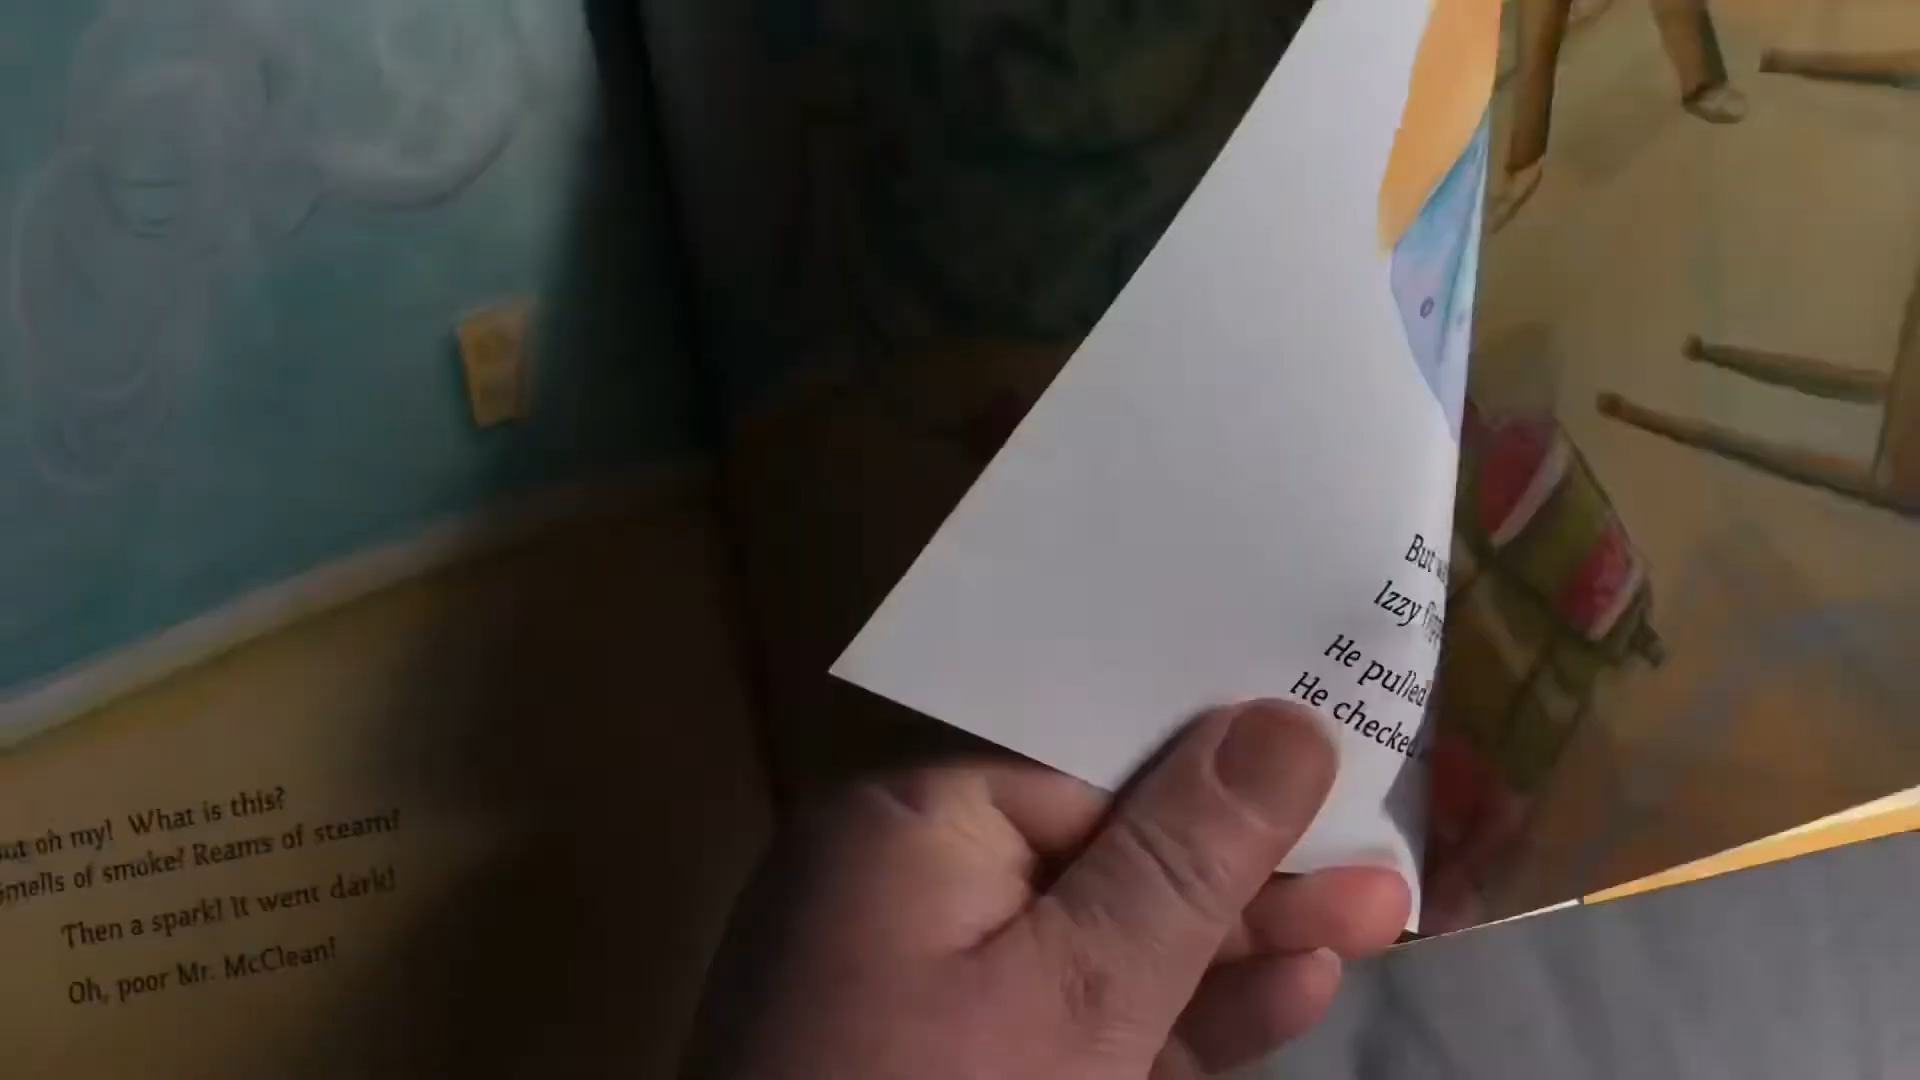 But oh my! What is this?
Smells of smoke? Reams of steam?
Then a spark! It went dark!
Oh, poor Mr. McClean!
But
Izzy
He pulled
He checked